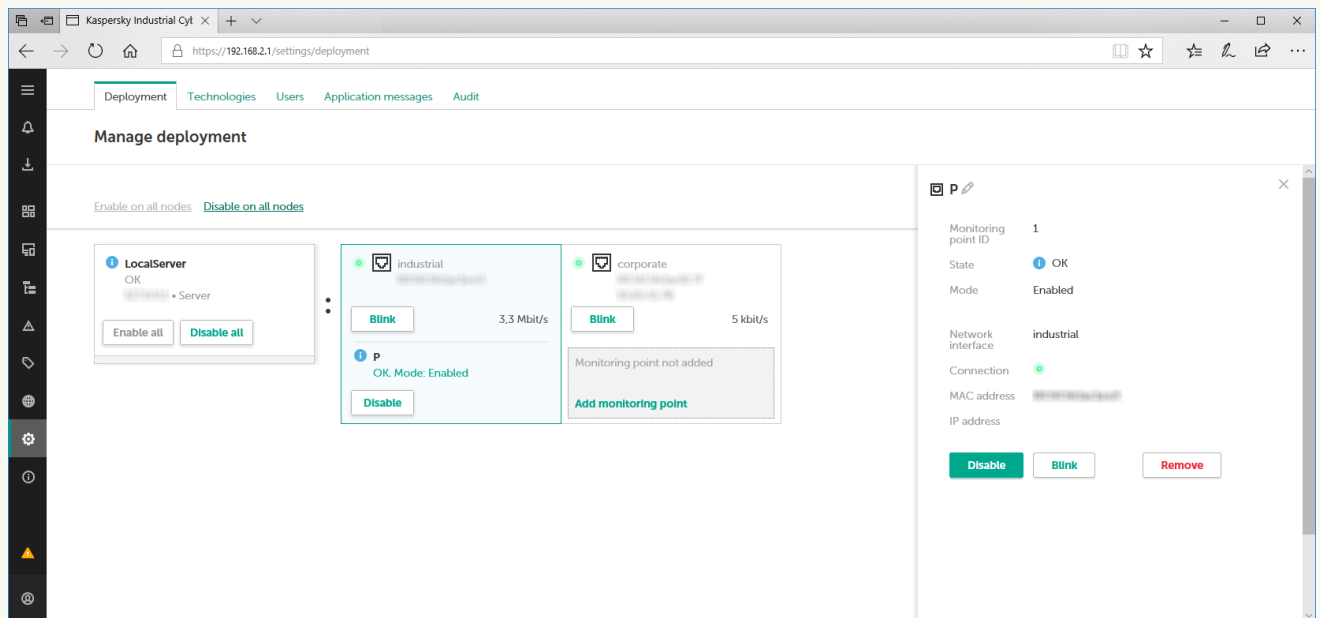 Kaspersky Industrial Cyb
https://192.168.2.1/settings/deployment
Deployment Technologies Users Application messages Audit
Manage deployment
Enable on all nodes Disable on all nodes
LocalServer
OK
• Server
Enable all Disable all
industrial
Blink 3,3 Mbit/s
P
OK. Mode: Enabled
Disable
corporate
Blink 5 kbit/s
Monitoring point not added
Add monitoring point
P
Monitoring point ID 1
State OK
Mode Enabled
Network interface industrial
Connection
MAC address
IP address
Disable Blink Remove